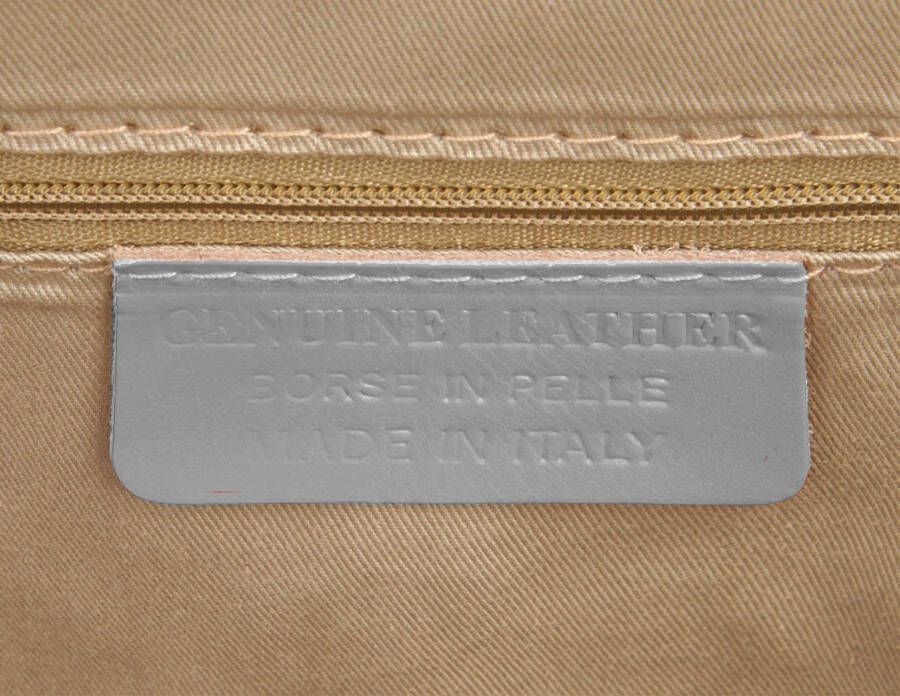 GENUINE LEATHER
BORSE IN PELLE
MADE IN ITALY